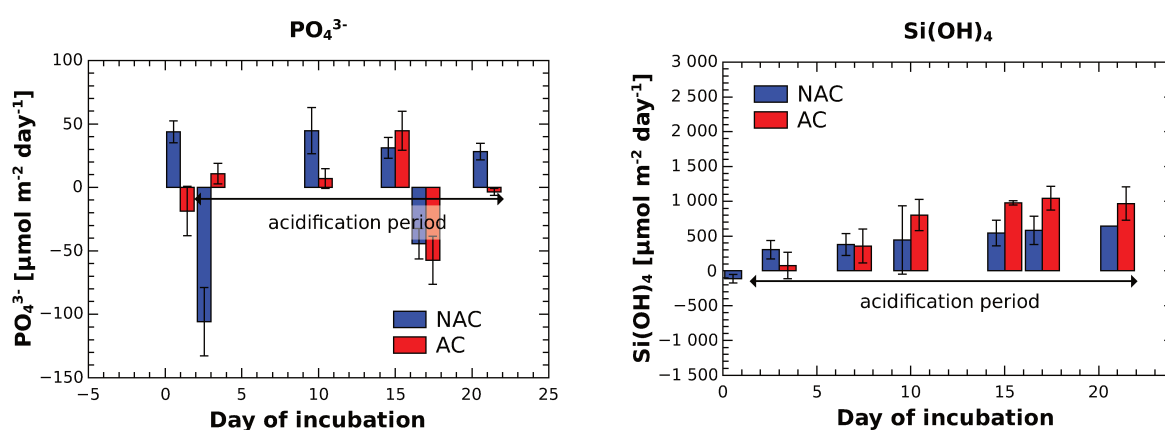 PO₄³⁻
PO₄³⁻ [µmol m⁻² day⁻¹]
100
50
0
−50
−100
−150
acidification period
NAC
AC
−5 0 5 10 15 20 25
Day of incubation
Si(OH)₄
Si(OH)₄ [µmol m⁻² day⁻¹]
3 000
2 500
2 000
1 500
1 000
500
0
−500
−1 000
−1 500
NAC
AC
acidification period
0 5 10 15 20
Day of incubation